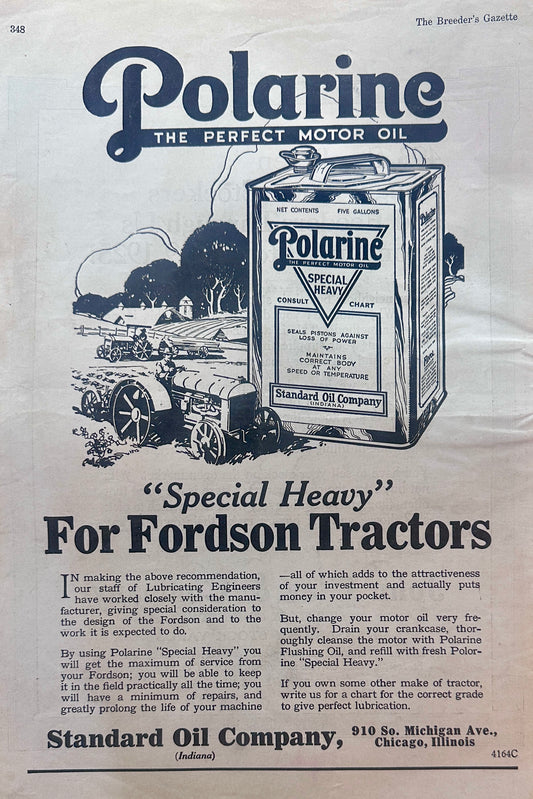 348
The Breeder's Gazette
Polarine
THE PERFECT MOTOR OIL
NET CONTENTS FIVE GALLONS
Polarine
THE PERFECT MOTOR OIL
SPECIAL
HEAVY
CONSULT CHART
SEALS PISTONS AGAINST
LOSS OF POWER
MAINTAINS
CORRECT BODY
AT ANY
SPEED OR TEMPERATURE
Standard Oil Company
(INDIANA)
Polarine
"Special Heavy"
For Fordson Tractors
IN making the above recommendation,
our staff of Lubricating Engineers
have worked closely with the manu-
facturer, giving special consideration to
the design of the Fordson and to the
work it is expected to do.
By using Polarine "Special Heavy" you
will get the maximum of service from
your Fordson; you will be able to keep
it in the field practically all the time; you
will have a minimum of repairs, and
greatly prolong the life of your machine
—all of which adds to the attractiveness
of your investment and actually puts
money in your pocket.
But, change your motor oil very fre-
quently. Drain your crankcase, thor-
oughly cleanse the motor with Polarine
Flushing Oil, and refill with fresh Polor-
ine "Special Heavy."
If you own some other make of tractor,
write us for a chart for the correct grade
to give perfect lubrication.
Standard Oil Company, 910 So. Michigan Ave.,
Chicago, Illinois
(Indiana)
4164C